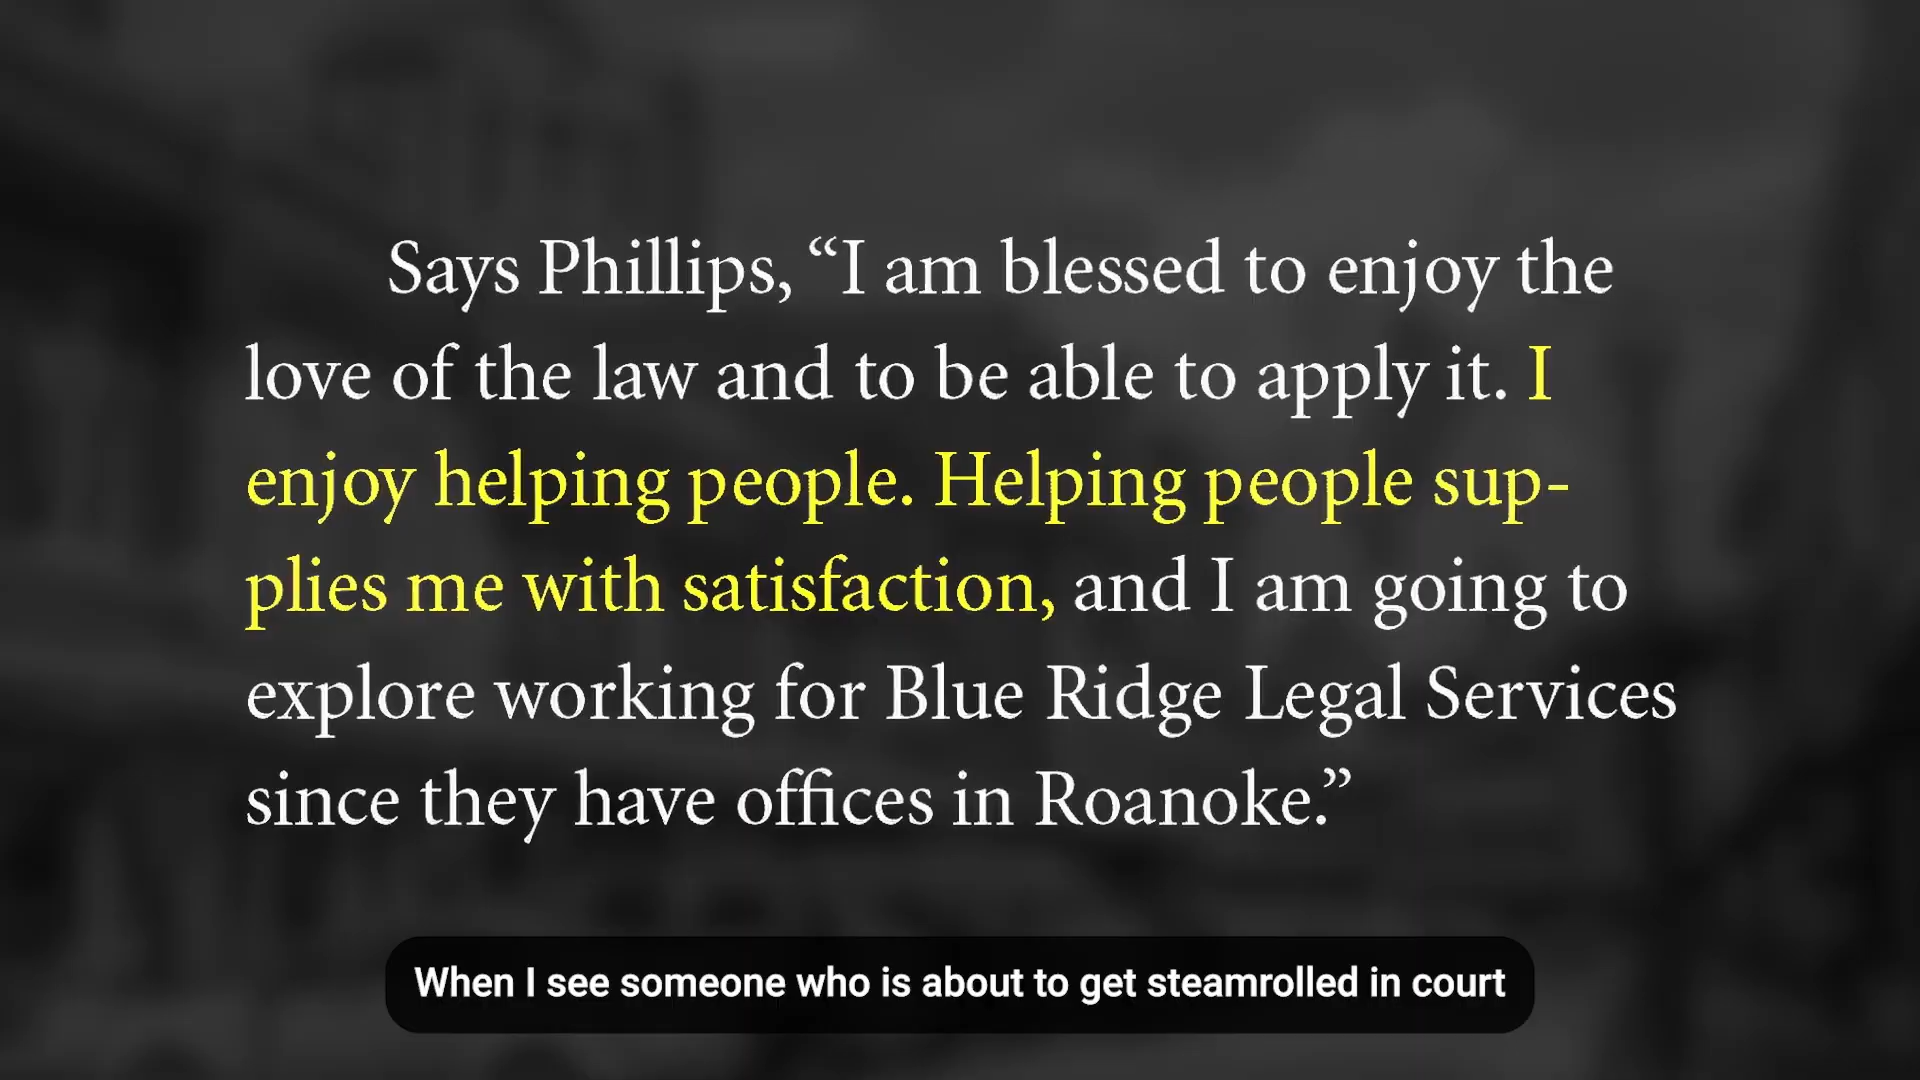 Says Phillips, “I am blessed to enjoy the
love of the law and to be able to apply it. I
enjoy helping people. Helping people sup-
plies me with satisfaction, and I am going to
explore working for Blue Ridge Legal Services
since they have offices in Roanoke.”
When I see someone who is about to get steamrolled in court